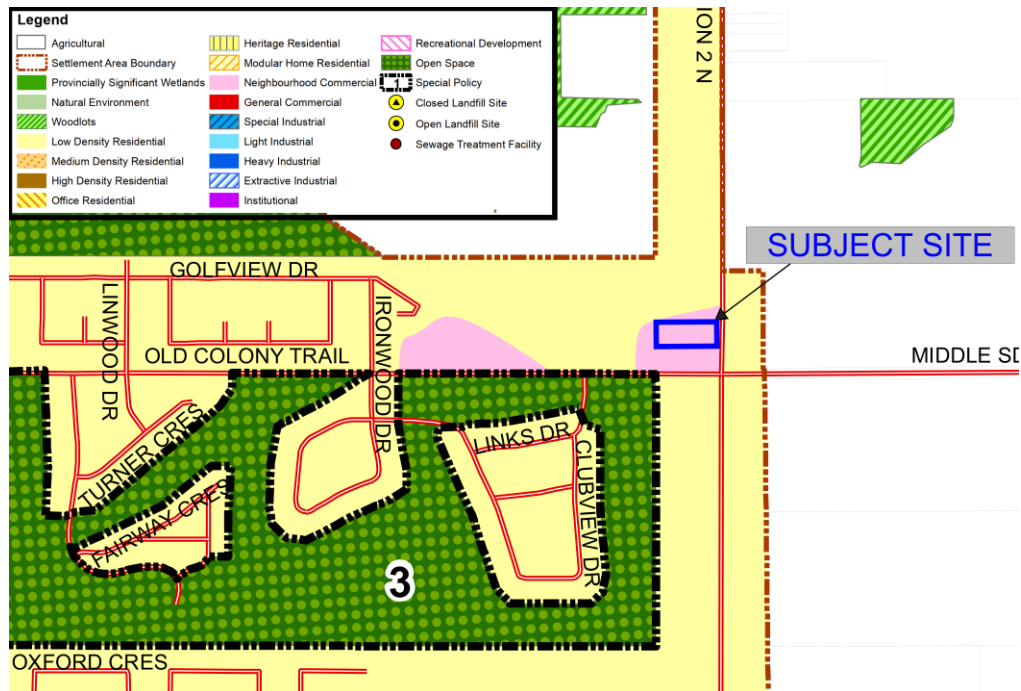 Legend
Agricultural
Settlement Area Boundary
Provincially Significant Wetlands
Natural Environment
Woodlots
Low Density Residential
Medium Density Residential
High Density Residential
Office Residential
Heritage Residential
Modular Home Residential
Neighbourhood Commercial
General Commercial
Special Industrial
Light Industrial
Heavy Industrial
Extractive Industrial
Institutional
Recreational Development
Open Space
1 Special Policy
Closed Landfill Site
Open Landfill Site
Sewage Treatment Facility
ION 2 N
SUBJECT SITE
GOLFVIEW DR
LINWOOD DR
IRONWOOD DR
OLD COLONY TRAIL
MIDDLE SD
TURNER CRES
LINKS DR
CLUBVIEW DR
FAIRWAY CRES
3
OXFORD CRES